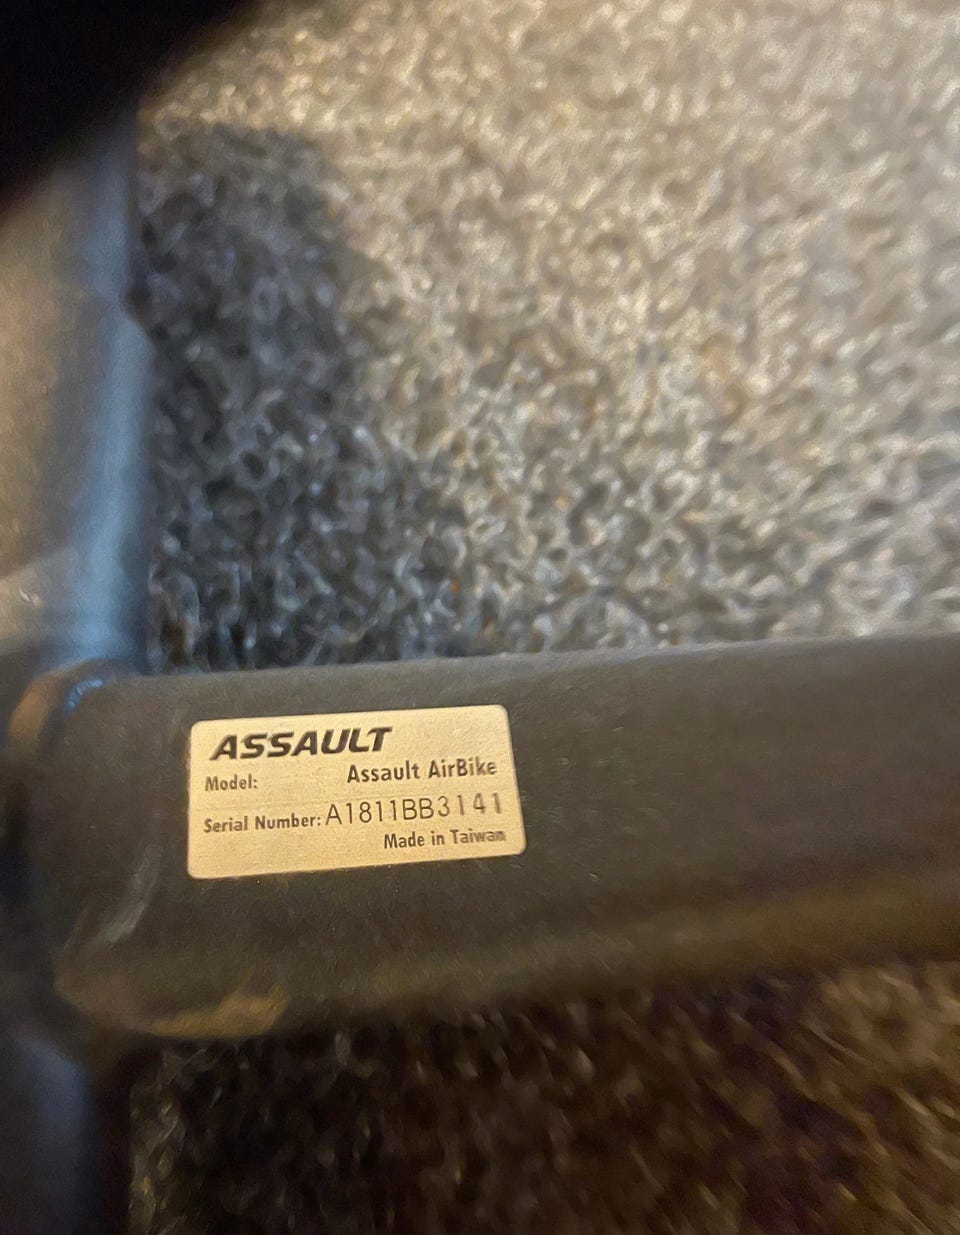 ASSAULT
Model: Assault AirBike
Serial Number: A1811BB3141
Made in Taiwan